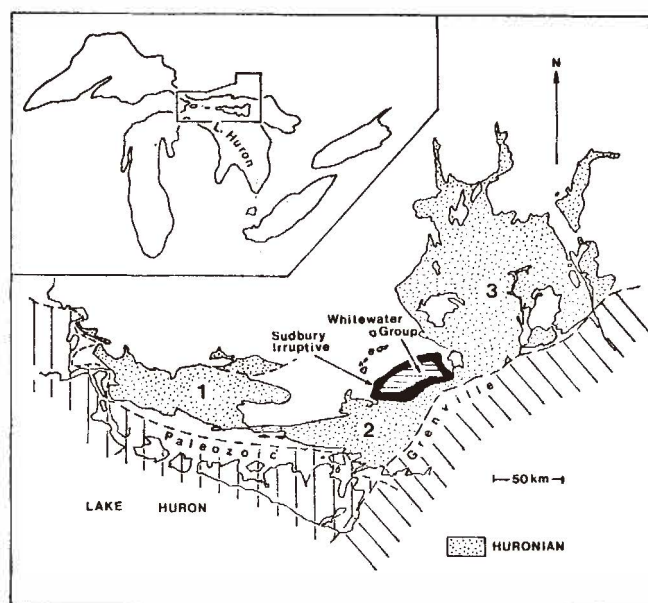 L. Huron
N
3
Whitewater
Group
Sudbury
Irruptive
1
2
Paleozoic
Grenville
50 km
LAKE HURON
HURONIAN